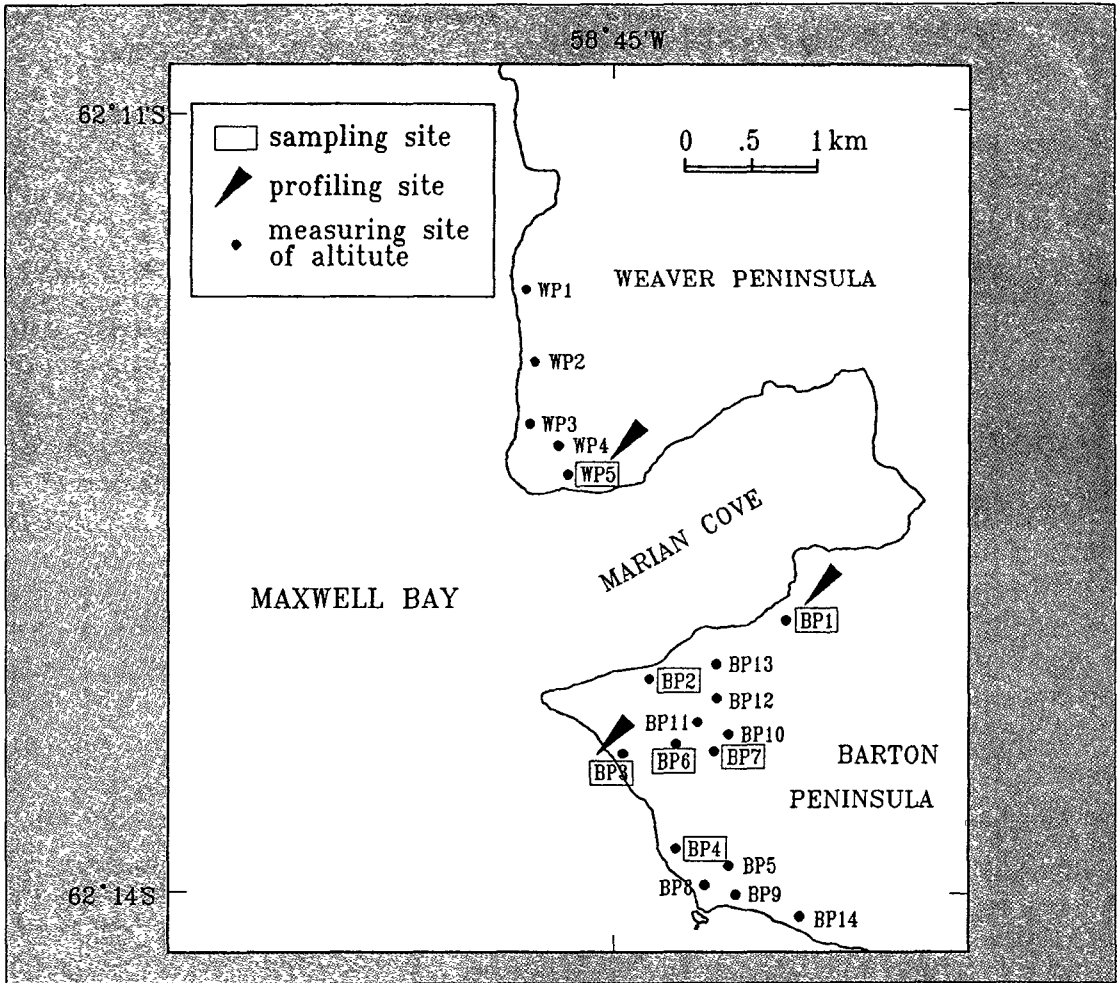 58°45'W
62°11'S
sampling site
profiling site
measuring site
of altitute
0 .5 1 km
WP1
WEAVER PENINSULA
WP2
WP3
WP4
WP5
MARIAN COVE
MAXWELL BAY
BP1
BP13
BP2
BP12
BP11
BP10
BP6
BP7
BP3
BARTON
PENINSULA
BP4
BP5
BP8
BP9
62°14'S
BP14